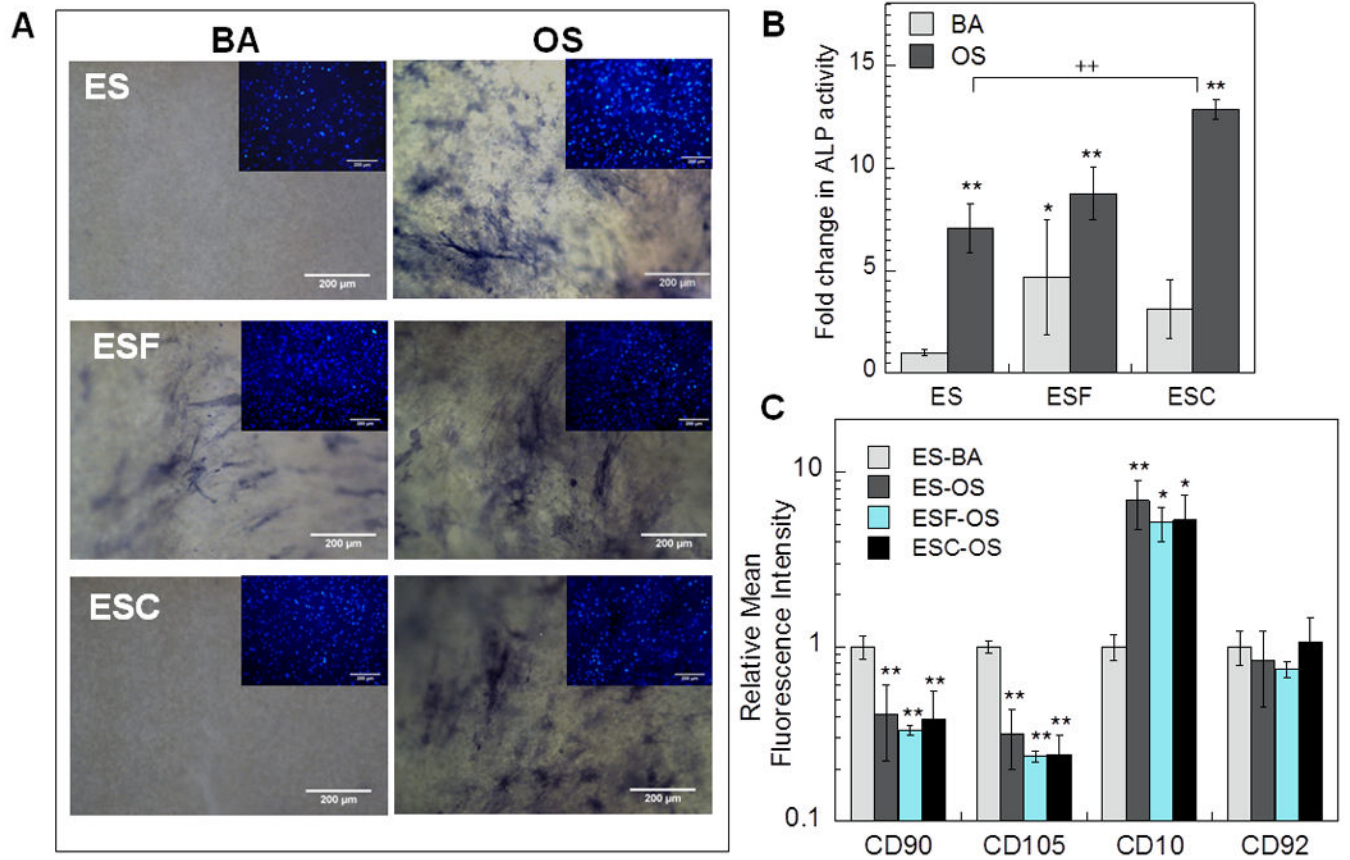 A
BA
OS
ES
200 µm
200 µm
ESF
200 µm
200 µm
ESC
200 µm
200 µm
B
BA
OS
Fold change in ALP activity
15
10
5
0
++
**
*
**
**
ES
ESF
ESC
C
ES-BA
ES-OS
ESF-OS
ESC-OS
Relative Mean
Fluorescence Intensity
10
1
0.1
**
**
**
**
**
**
**
*
*
CD90
CD105
CD10
CD92